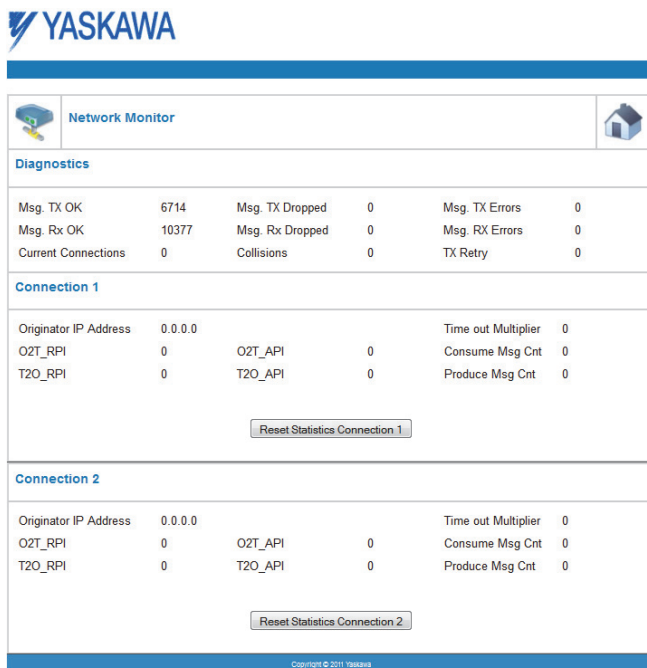 YASKAWA
Network Monitor
Diagnostics
Msg. TX OK 6714 Msg. TX Dropped 0 Msg. TX Errors 0
Msg. Rx OK 10377 Msg. Rx Dropped 0 Msg. RX Errors 0
Current Connections 0 Collisions 0 TX Retry 0
Connection 1
Originator IP Address 0.0.0.0 Time out Multiplier 0
O2T_RPI 0 O2T_API 0 Consume Msg Cnt 0
T2O_RPI 0 T2O_API 0 Produce Msg Cnt 0
Reset Statistics Connection 1
Connection 2
Originator IP Address 0.0.0.0 Time out Multiplier 0
O2T_RPI 0 O2T_API 0 Consume Msg Cnt 0
T2O_RPI 0 T2O_API 0 Produce Msg Cnt 0
Reset Statistics Connection 2
Copyright © 2011 Yaskawa